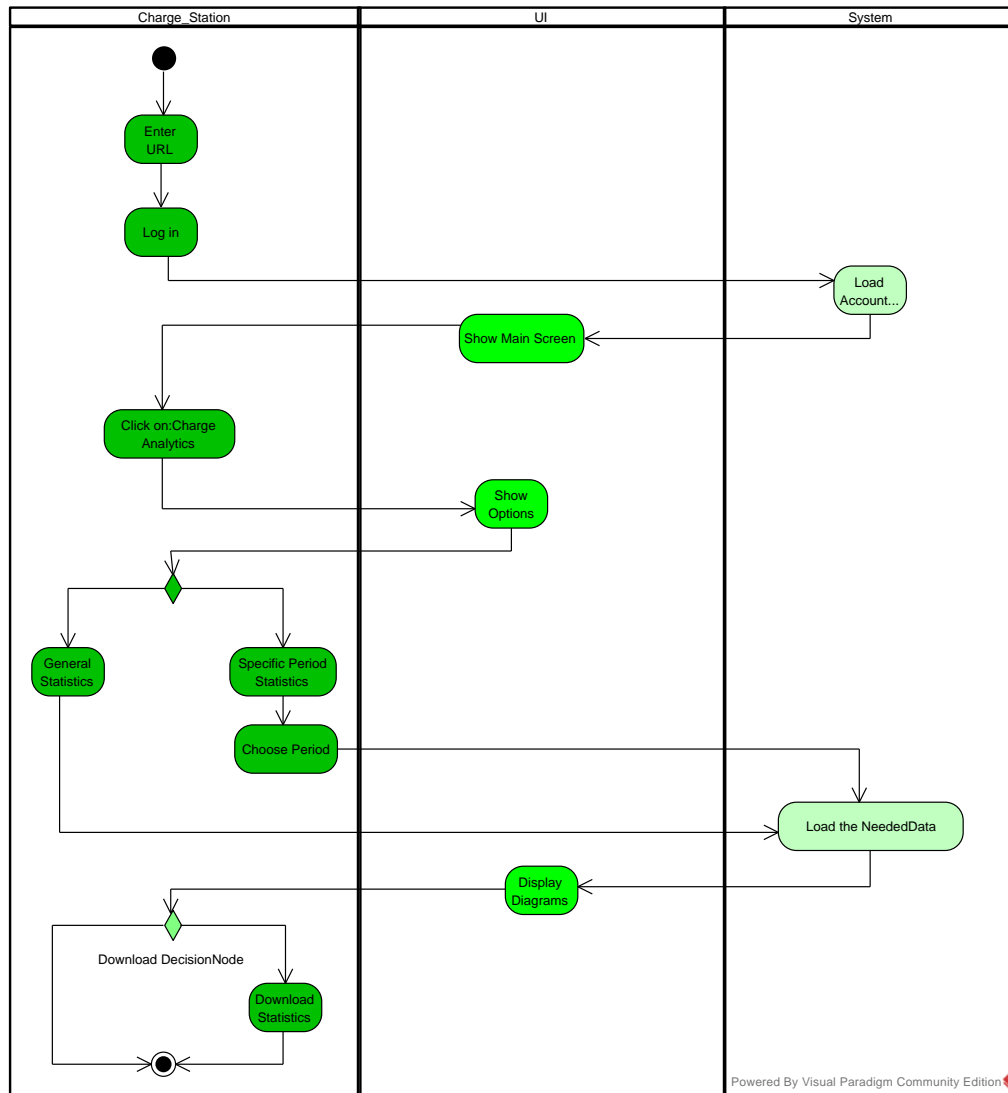 Charge_Station
UI
System
Enter
URL
Log in
Load
Account...
Show Main Screen
Click on:Charge
Analytics
Show
Options
General
Statistics
Specific Period
Statistics
Choose Period
Load the NeededData
Display
Diagrams
Download DecisionNode
Download
Statistics
Powered By Visual Paradigm Community Edition